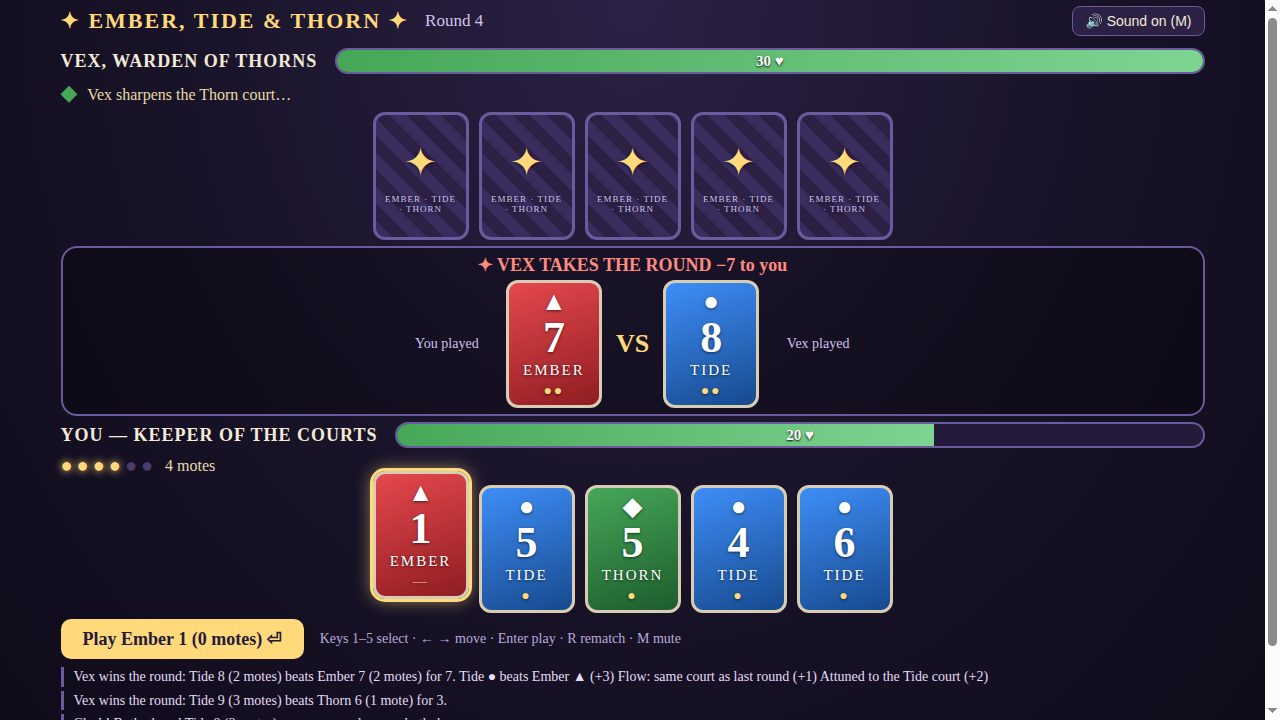 ✦ EMBER, TIDE & THORN ✦ Round 4 🔊 Sound on (M)
VEX, WARDEN OF THORNS 30 ♥
Vex sharpens the Thorn court…
EMBER · TIDE EMBER · TIDE EMBER · TIDE EMBER · TIDE EMBER · TIDE
· THORN · THORN · THORN · THORN · THORN
✦ VEX TAKES THE ROUND −7 to you
You played
7
EMBER
VS
8
TIDE
Vex played
YOU — KEEPER OF THE COURTS 20 ♥
4 motes
1
EMBER
—
5
TIDE
5
THORN
4
TIDE
6
TIDE
Play Ember 1 (0 motes) ⏎ Keys 1–5 select · ← → move · Enter play · R rematch · M mute
Vex wins the round: Tide 8 (2 motes) beats Ember 7 (2 motes) for 7. Tide ● beats Ember ▲ (+3) Flow: same court as last round (+1) Attuned to the Tide court (+2)
Vex wins the round: Tide 9 (3 motes) beats Thorn 6 (1 mote) for 3.